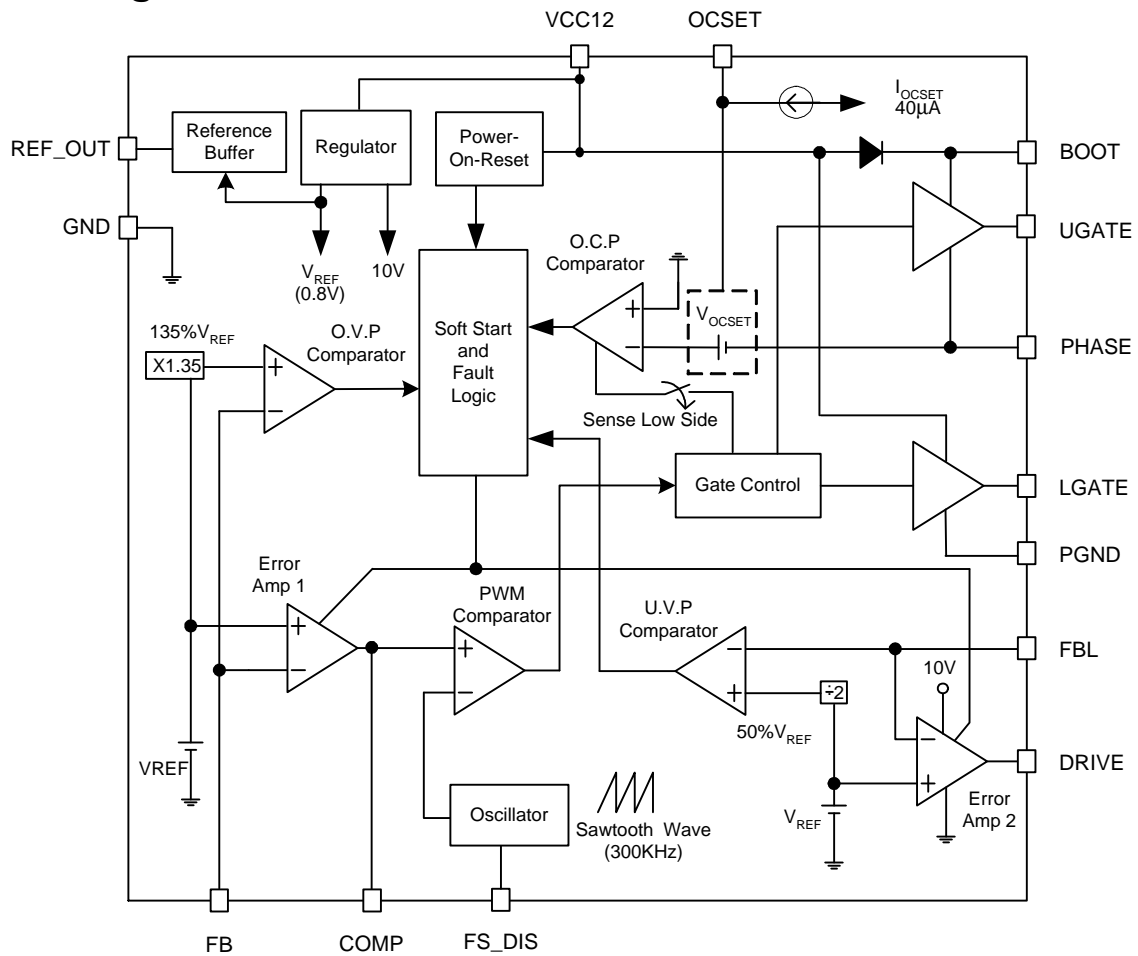 VCC12
OCSET
I_OCSET
40µA
REF_OUT
Reference
Buffer
Regulator
Power-
On-Reset
BOOT
GND
UGATE
V_REF
(0.8V)
10V
O.C.P
Comparator
+
−
V_OCSET
Soft Start
and
Fault
Logic
135%V_REF
X1.35
O.V.P
Comparator
+
−
PHASE
Sense Low Side
Gate Control
LGATE
PGND
Error
Amp 1
+
−
PWM
Comparator
+
−
U.V.P
Comparator
−
+
FBL
10V
÷2
50%V_REF
−
+
DRIVE
VREF
Oscillator
Sawtooth Wave
(300KHz)
V_REF
Error
Amp 2
FB
COMP
FS_DIS